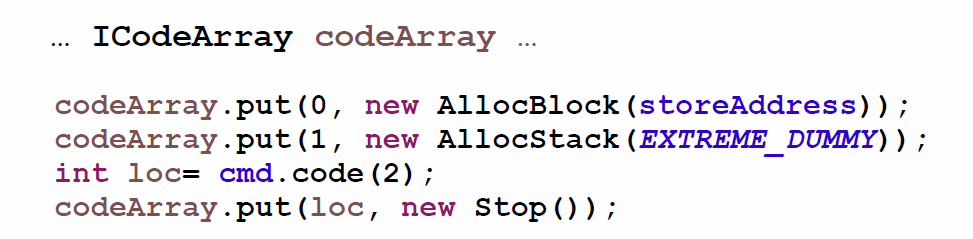 … ICodeArray codeArray …
codeArray.put(0, new AllocBlock(storeAddress));
codeArray.put(1, new AllocStack(EXTREME_DUMMY));
int loc= cmd.code(2);
codeArray.put(loc, new Stop());